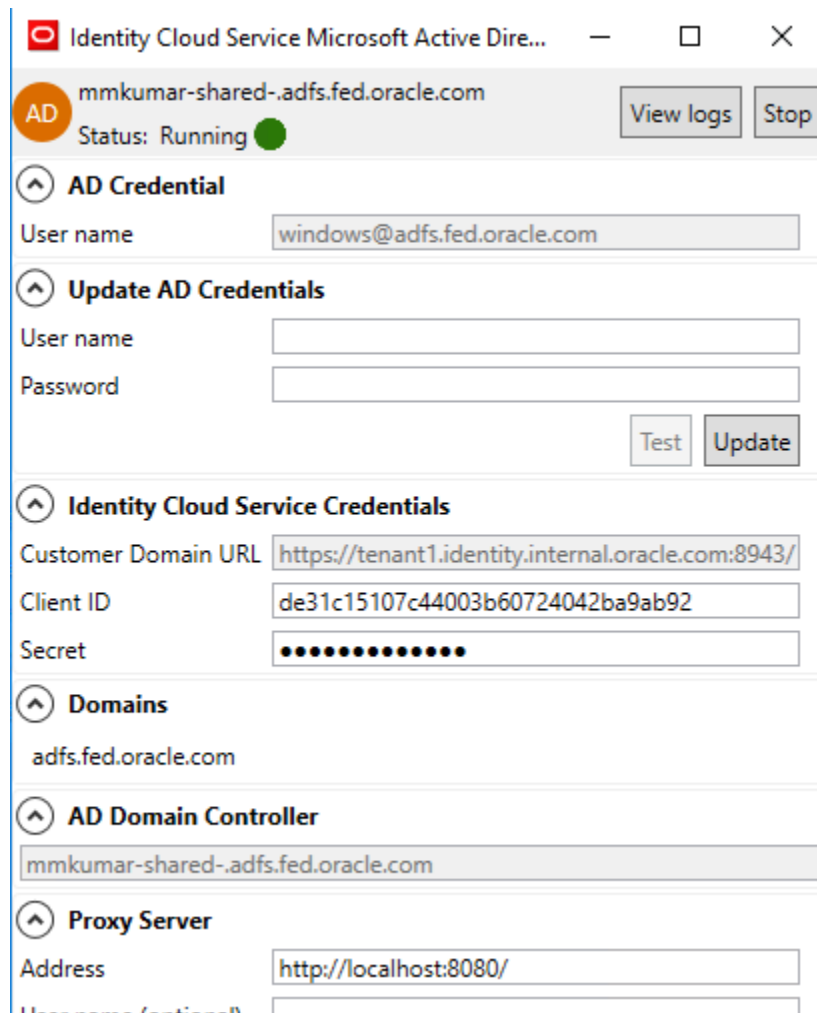 Identity Cloud Service Microsoft Active Dire...
AD
mmkumar-shared-.adfs.fed.oracle.com
Status: Running
View logs
Stop
AD Credential
User name windows@adfs.fed.oracle.com
Update AD Credentials
User name
Password
Test Update
Identity Cloud Service Credentials
Customer Domain URL https://tenant1.identity.internal.oracle.com:8943/
Client ID de31c15107c44003b60724042ba9ab92
Secret •••••••••••••
Domains
adfs.fed.oracle.com
AD Domain Controller
mmkumar-shared-.adfs.fed.oracle.com
Proxy Server
Address http://localhost:8080/
User name (optional)